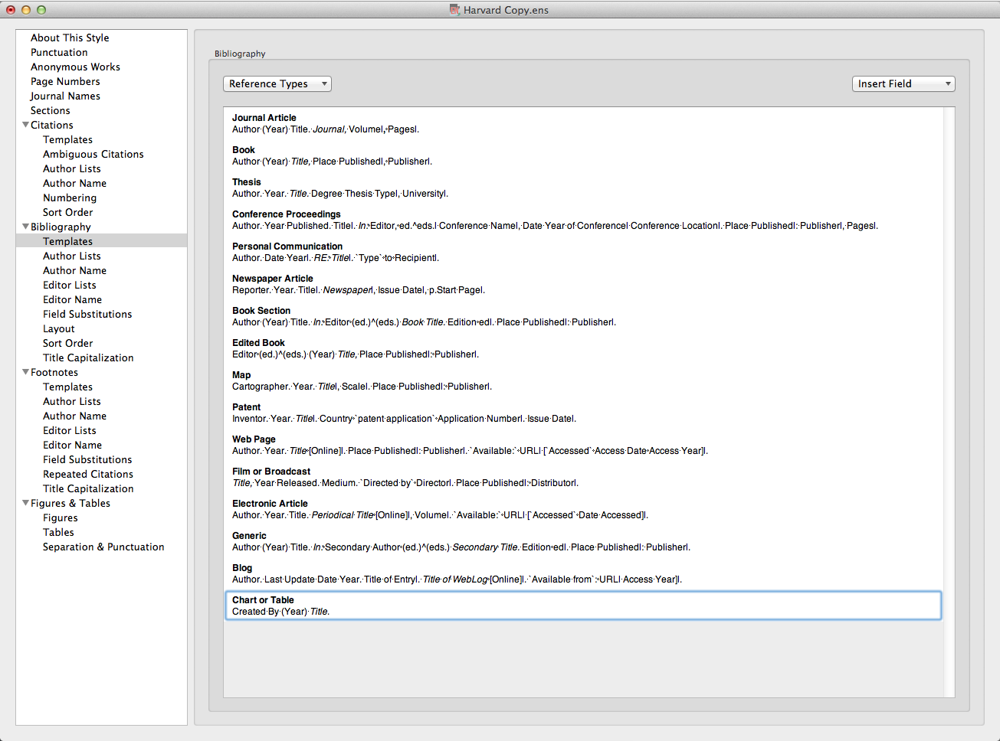 Harvard Copy.ens
About This Style
Punctuation
Anonymous Works
Page Numbers
Journal Names
Sections
Citations
Templates
Ambiguous Citations
Author Lists
Author Name
Numbering
Sort Order
Bibliography
Templates
Author Lists
Author Name
Editor Lists
Editor Name
Field Substitutions
Layout
Sort Order
Title Capitalization
Footnotes
Templates
Author Lists
Author Name
Editor Lists
Editor Name
Field Substitutions
Repeated Citations
Title Capitalization
Figures & Tables
Figures
Tables
Separation & Punctuation
Bibliography
Reference Types
Insert Field
Journal Article
Author·(Year)·Title.·Journal,·Volume|,·Pages|.
Book
Author·(Year)·Title,·Place·Published|,·Publisher|.
Thesis
Author.·Year.·Title.·Degree·Thesis·Type|,·University|.
Conference Proceedings
Author.·Year·Published.·Title|.·In:·Editor,·ed.^eds.|·Conference·Name|,·Date·Year·of·Conference|·Conference·Location|.·Place·Published|:·Publisher|,·Pages|.
Personal Communication
Author.·Date·Year|.·RE:·Title|.·`Type`·to·Recipient|.
Newspaper Article
Reporter.·Year.·Title|.·Newspaper|,·Issue·Date|,·p.Start·Page|.
Book Section
Author·(Year)·Title.·In:·Editor·(ed.)^(eds.)·Book·Title.·Edition·ed|.·Place·Published|:·Publisher|.
Edited Book
Editor·(ed.)^(eds.)·(Year)·Title,·Place·Published|:·Publisher|.
Map
Cartographer.·Year.·Title|,·Scale|.·Place·Published|:·Publisher|.
Patent
Inventor.·Year.·Title|.·Country·`patent·application`·Application·Number|.·Issue·Date|.
Web Page
Author.·Year.·Title·[Online]|.·Place·Published|:·Publisher|.·`Available:`·URL|·[`Accessed`·Access·Date·Access·Year]|.
Film or Broadcast
Title,·Year·Released.·Medium.·`Directed·by`·Director|.·Place·Published|:·Distributor|.
Electronic Article
Author.·Year.·Title.·Periodical·Title·[Online]|,·Volume|.·`Available:`·URL|·[`Accessed`·Date·Accessed]|.
Generic
Author·(Year)·Title.·In:·Secondary·Author·(ed.)^(eds.)·Secondary·Title.·Edition·ed|.·Place·Published|:·Publisher|.
Blog
Author.·Last·Update·Date·Year.·Title·of·Entry|.·Title·of·WebLog·[Online]|.·`Available·from`:·URL|·Access·Year]|.
Chart or Table
Created·By·(Year)·Title.